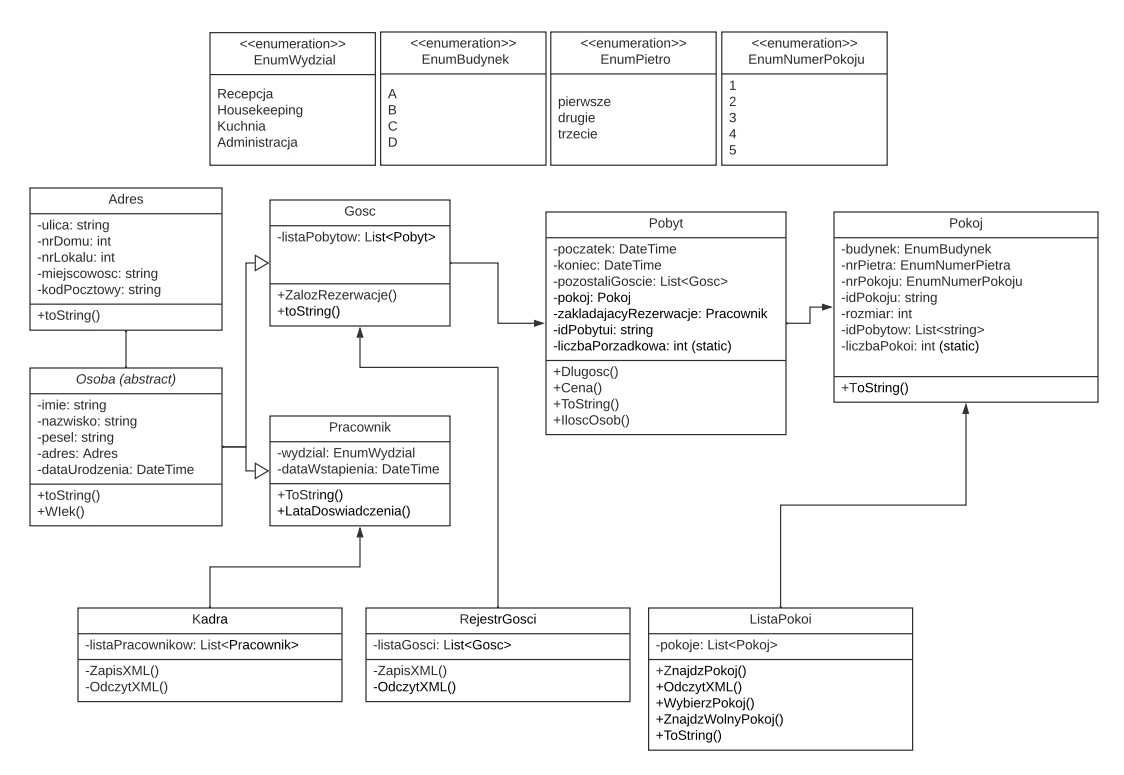 <<enumeration>>
EnumWydzial
Recepcja
Housekeeping
Kuchnia
Administracja
<<enumeration>>
EnumBudynek
A
B
C
D
<<enumeration>>
EnumPietro
pierwsze
drugie
trzecie
<<enumeration>>
EnumNumerPokoju
1
2
3
4
5
Adres
-ulica: string
-nrDomu: int
-nrLokalu: int
-miejscowosc: string
-kodPocztowy: string
+toString()
Gosc
-listaPobytow: List<Pobyt>
+ZalozRezerwacje()
+toString()
Pobyt
-poczatek: DateTime
-koniec: DateTime
-pozostaliGoscie: List<Gosc>
-pokoj: Pokoj
-zakladajacyRezerwacje: Pracownik
-idPobytui: string
-liczbaPorzadkowa: int (static)
+Dlugosc()
+Cena()
+ToString()
+IloscOsob()
Pokoj
-budynek: EnumBudynek
-nrPietra: EnumNumerPietra
-nrPokoju: EnumNumerPokoju
-idPokoju: string
-rozmiar: int
-idPobytow: List<string>
-liczbaPokoi: int (static)
+ToString()
Osoba (abstract)
-imie: string
-nazwisko: string
-pesel: string
-adres: Adres
-dataUrodzenia: DateTime
+toString()
+WIek()
Pracownik
-wydzial: EnumWydzial
-dataWstapienia: DateTime
+ToString()
+LataDoswiadczenia()
Kadra
-listaPracownikow: List<Pracownik>
-ZapisXML()
-OdczytXML()
RejestrGosci
-listaGosci: List<Gosc>
-ZapisXML()
-OdczytXML()
ListaPokoi
-pokoje: List<Pokoj>
+ZnajdzPokoj()
+OdczytXML()
+WybierzPokoj()
+ZnajdzWolnyPokoj()
+ToString()